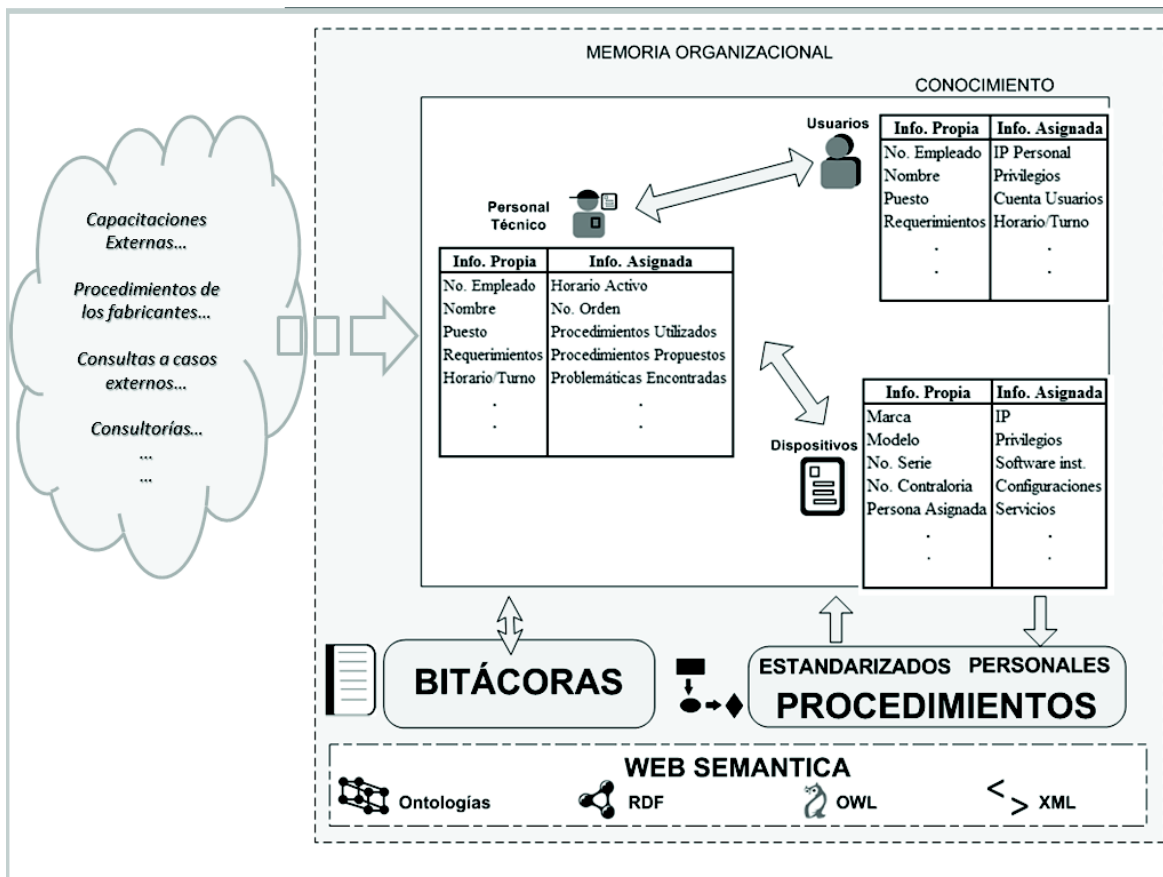 MEMORIA ORGANIZACIONAL
CONOCIMIENTO
Capacitaciones
Externas...
Procedimientos de
los fabricantes...
Consultas a casos
externos...
Consultorías...
...
...
Usuarios
Info. Propia Info. Asignada
No. Empleado IP Personal
Nombre Privilegios
Puesto Cuenta Usuarios
Requerimientos Horario/Turno
. .
. .
Personal
Técnico
Info. Propia Info. Asignada
No. Empleado Horario Activo
Nombre No. Orden
Puesto Procedimientos Utilizados
Requerimientos Procedimientos Propuestos
Horario/Turno Problemáticas Encontradas
. .
. .
Dispositivos
Info. Propia Info. Asignada
Marca IP
Modelo Privilegios
No. Serie Software inst.
No. Contraloria Configuraciones
Persona Asignada Servicios
. .
. .
BITÁCORAS
ESTANDARIZADOS PERSONALES
PROCEDIMIENTOS
WEB SEMANTICA
Ontologías RDF OWL < > XML